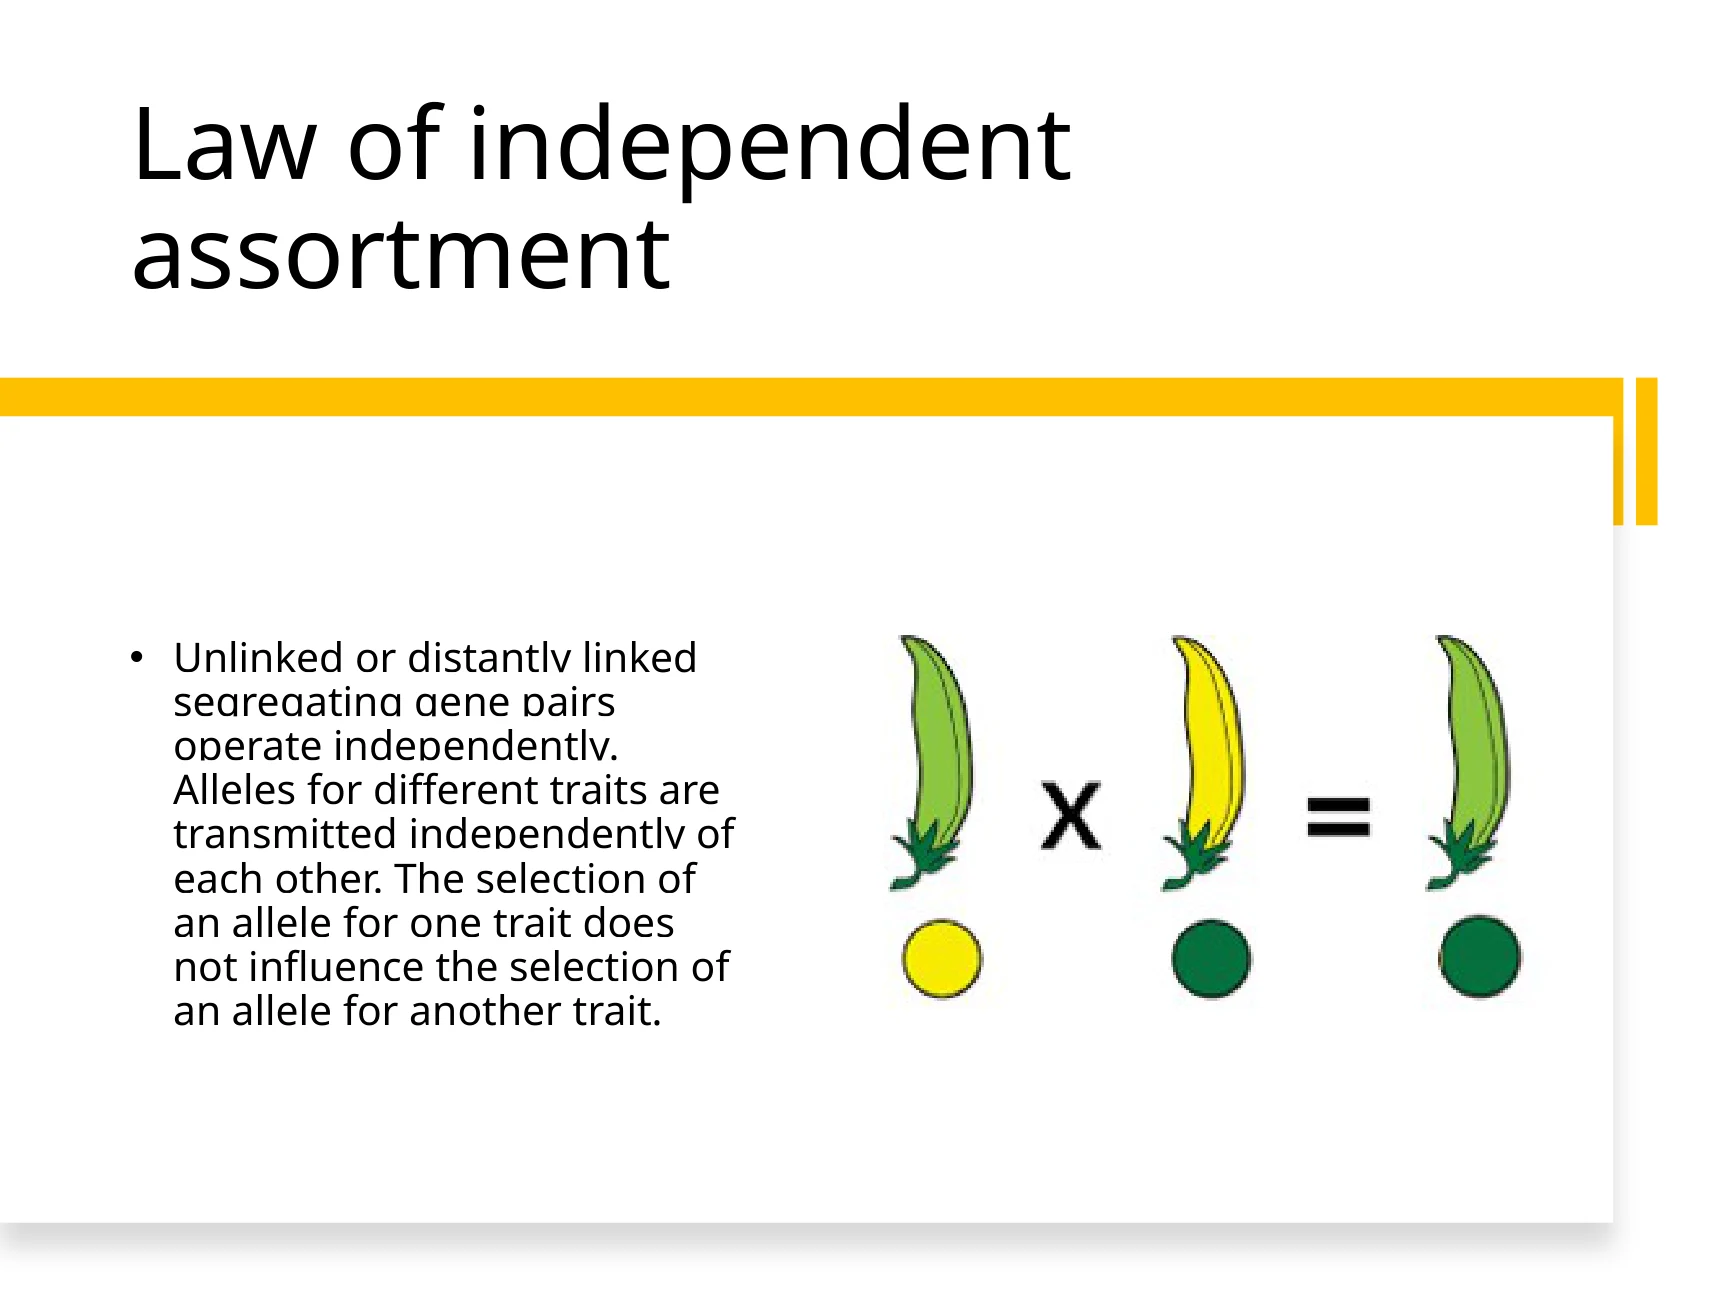 Law of independent
assortment
• Unlinked or distantly linked
segregating gene pairs
operate independently.
Alleles for different traits are
transmitted independently of
each other. The selection of
an allele for one trait does
not influence the selection of
an allele for another trait.
x =